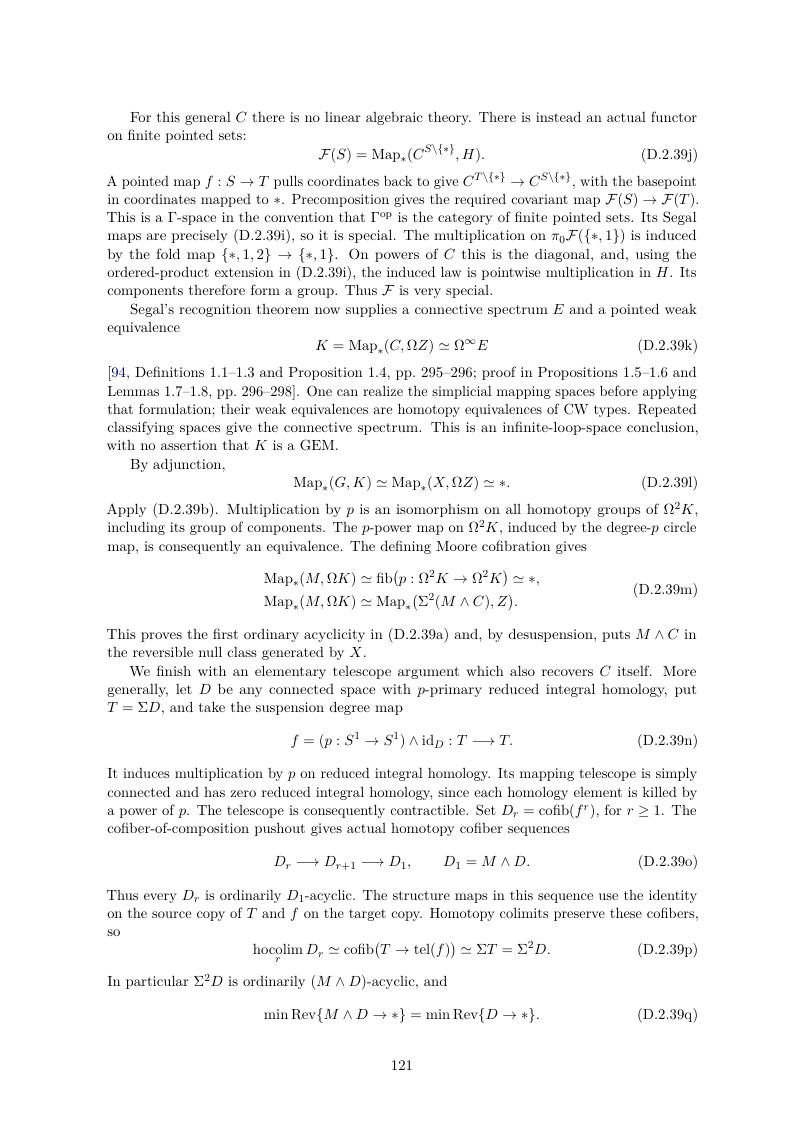 For this general C there is no linear algebraic theory. There is instead an actual functor
on finite pointed sets:
F(S) = Map∗(C^{S\{∗}}, H). (D.2.39j)
A pointed map f : S → T pulls coordinates back to give C^{T\{∗}} → C^{S\{∗}}, with the basepoint
in coordinates mapped to ∗. Precomposition gives the required covariant map F(S) → F(T).
This is a Γ-space in the convention that Γ^{op} is the category of finite pointed sets. Its Segal
maps are precisely (D.2.39i), so it is special. The multiplication on π₀F({∗, 1}) is induced
by the fold map {∗, 1, 2} → {∗, 1}. On powers of C this is the diagonal, and, using the
ordered-product extension in (D.2.39i), the induced law is pointwise multiplication in H. Its
components therefore form a group. Thus F is very special.
Segal's recognition theorem now supplies a connective spectrum E and a pointed weak
equivalence
K = Map∗(C, ΩZ) ≃ Ω^∞E (D.2.39k)
[94, Definitions 1.1–1.3 and Proposition 1.4, pp. 295–296; proof in Propositions 1.5–1.6 and
Lemmas 1.7–1.8, pp. 296–298]. One can realize the simplicial mapping spaces before applying
that formulation; their weak equivalences are homotopy equivalences of CW types. Repeated
classifying spaces give the connective spectrum. This is an infinite-loop-space conclusion,
with no assertion that K is a GEM.
By adjunction,
Map∗(G, K) ≃ Map∗(X, ΩZ) ≃ ∗. (D.2.39l)
Apply (D.2.39b). Multiplication by p is an isomorphism on all homotopy groups of Ω²K,
including its group of components. The p-power map on Ω²K, induced by the degree-p circle
map, is consequently an equivalence. The defining Moore cofibration gives
Map∗(M, ΩK) ≃ fib(p : Ω²K → Ω²K) ≃ ∗,
Map∗(M, ΩK) ≃ Map∗(Σ²(M ∧ C), Z). (D.2.39m)
This proves the first ordinary acyclicity in (D.2.39a) and, by desuspension, puts M ∧ C in
the reversible null class generated by X.
We finish with an elementary telescope argument which also recovers C itself. More
generally, let D be any connected space with p-primary reduced integral homology, put
T = ΣD, and take the suspension degree map
f = (p : S¹ → S¹) ∧ id_D : T ⟶ T. (D.2.39n)
It induces multiplication by p on reduced integral homology. Its mapping telescope is simply
connected and has zero reduced integral homology, since each homology element is killed by
a power of p. The telescope is consequently contractible. Set D_r = cofib(f^r), for r ≥ 1. The
cofiber-of-composition pushout gives actual homotopy cofiber sequences
D_r ⟶ D_{r+1} ⟶ D₁, D₁ = M ∧ D. (D.2.39o)
Thus every D_r is ordinarily D₁-acyclic. The structure maps in this sequence use the identity
on the source copy of T and f on the target copy. Homotopy colimits preserve these cofibers,
so
hocolim_r D_r ≃ cofib(T → tel(f)) ≃ ΣT = Σ²D. (D.2.39p)
In particular Σ²D is ordinarily (M ∧ D)-acyclic, and
min Rev{M ∧ D → ∗} = min Rev{D → ∗}. (D.2.39q)
121